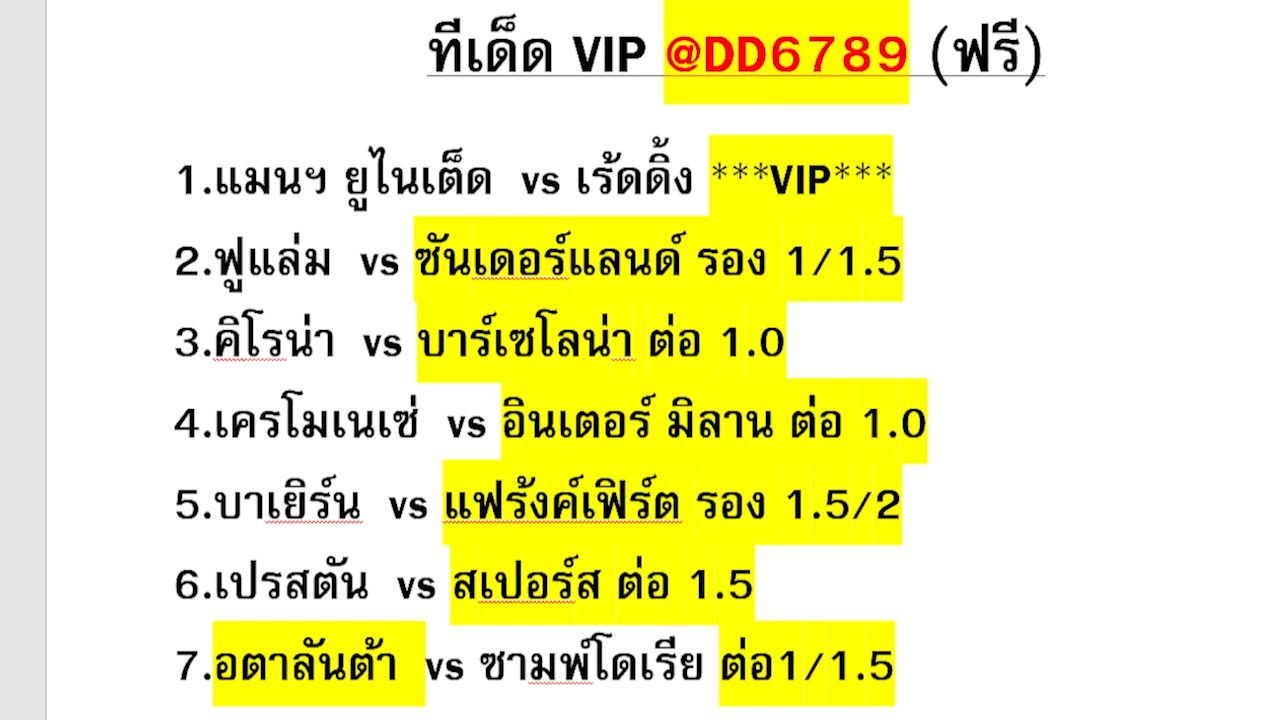 ทีเด็ด VIP @DD6789 (ฟรี)
1.แมนฯ ยูไนเต็ด vs เร้ดดิ้ง ***VIP***
2.ฟูแล่ม vs ซันเดอร์แลนด์ รอง 1/1.5
3.คิโรน่า vs บาร์เซโลน่า ต่อ 1.0
4.เครโมเนเซ่ vs อินเตอร์ มิลาน ต่อ 1.0
5.บาเยิร์น vs แฟร้งค์เฟิร์ต รอง 1.5/2
6.เปรสตัน vs สเปอร์ส ต่อ 1.5
7.อตาลันต้า vs ซามพ์โดเรีย ต่อ1/1.5